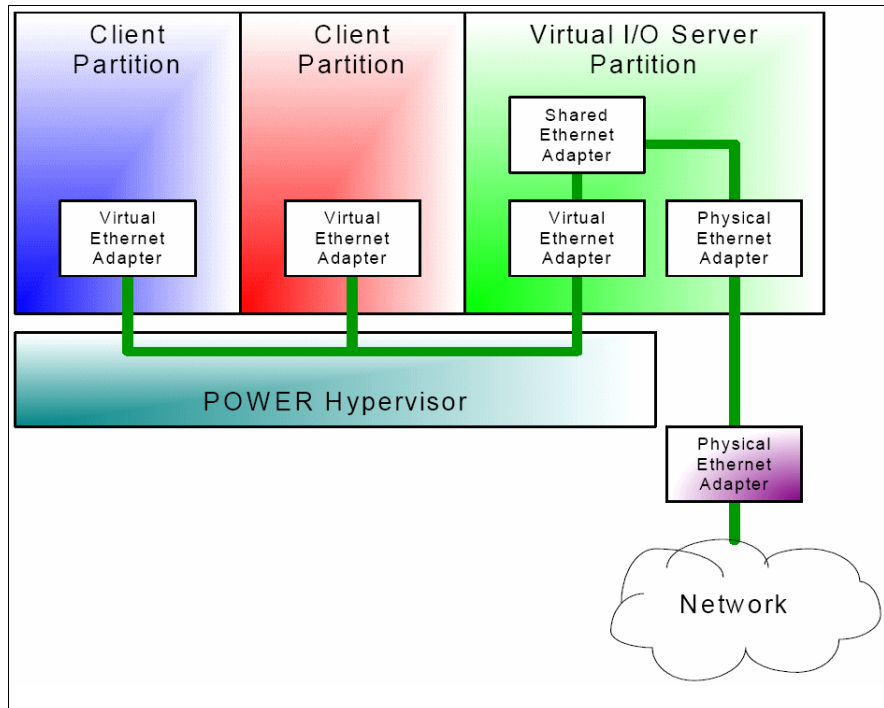 Client
Partition
Client
Partition
Virtual I/O Server
Partition
Shared
Ethernet
Adapter
Virtual
Ethernet
Adapter
Virtual
Ethernet
Adapter
Virtual
Ethernet
Adapter
Physical
Ethernet
Adapter
POWER Hypervisor
Physical
Ethernet
Adapter
Network